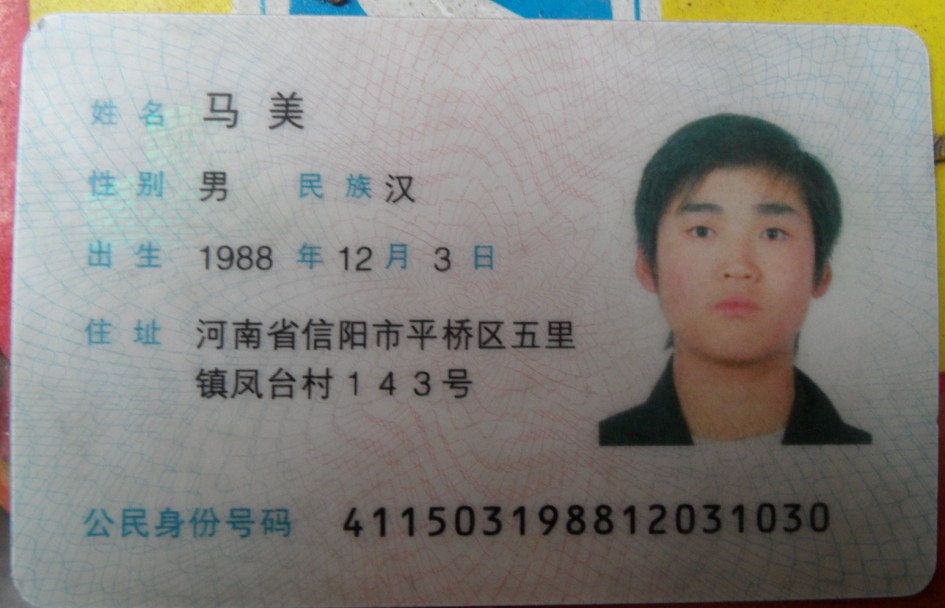 姓名 马美
性别 男 民族 汉
出生 1988 年 12 月 3 日
住址 河南省信阳市平桥区五里
镇凤台村143号
公民身份号码 411503198812031030